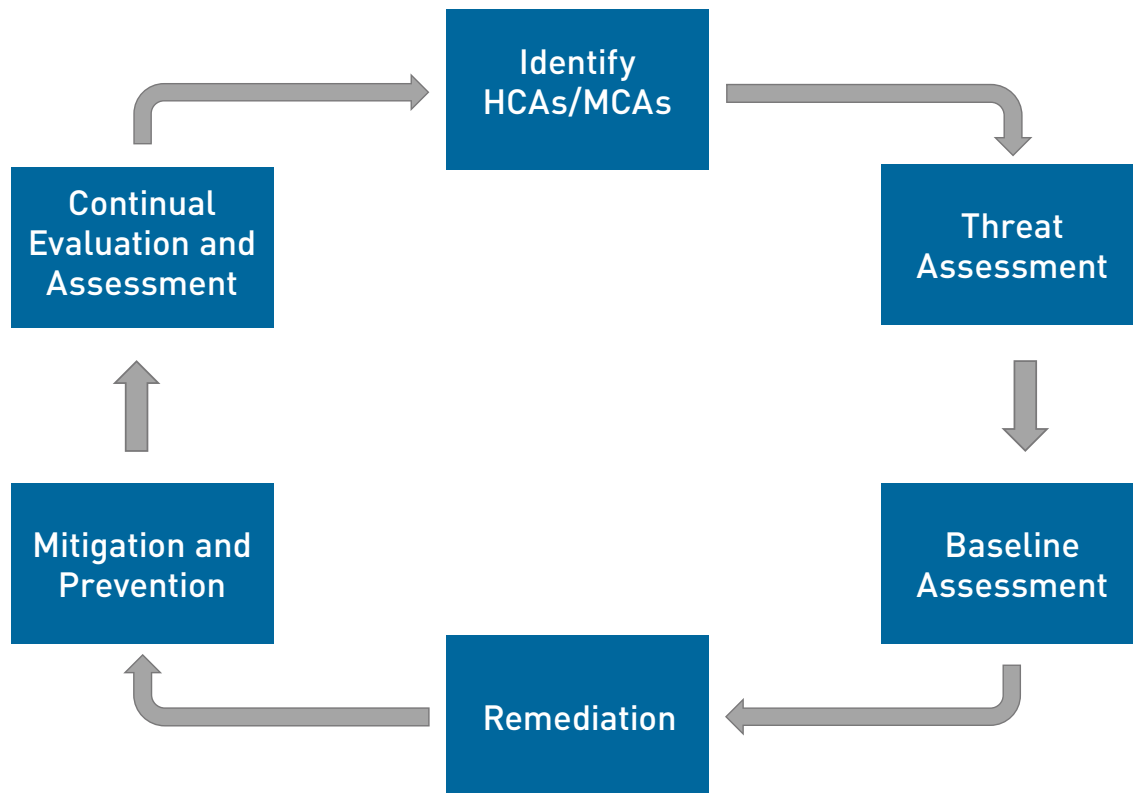 Identify
HCAs/MCAs
Threat
Assessment
Baseline
Assessment
Remediation
Mitigation and
Prevention
Continual
Evaluation and
Assessment